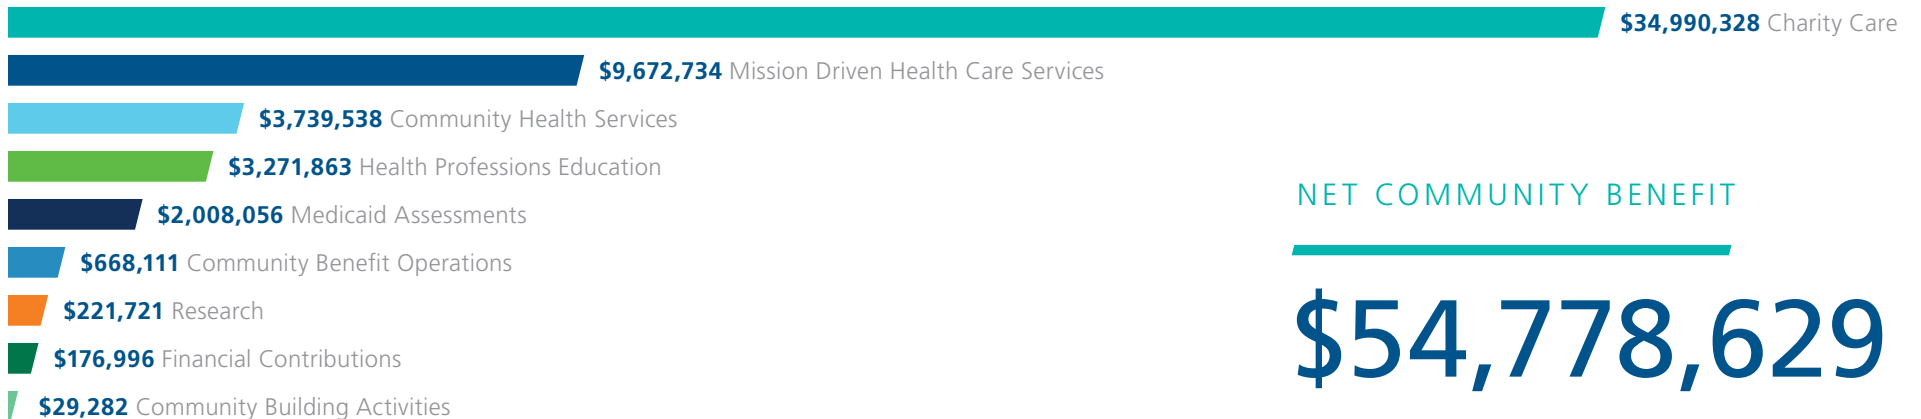 $34,990,328 Charity Care
$9,672,734 Mission Driven Health Care Services
$3,739,538 Community Health Services
$3,271,863 Health Professions Education
$2,008,056 Medicaid Assessments
$668,111 Community Benefit Operations
$221,721 Research
$176,996 Financial Contributions
$29,282 Community Building Activities
NET COMMUNITY BENEFIT
$54,778,629